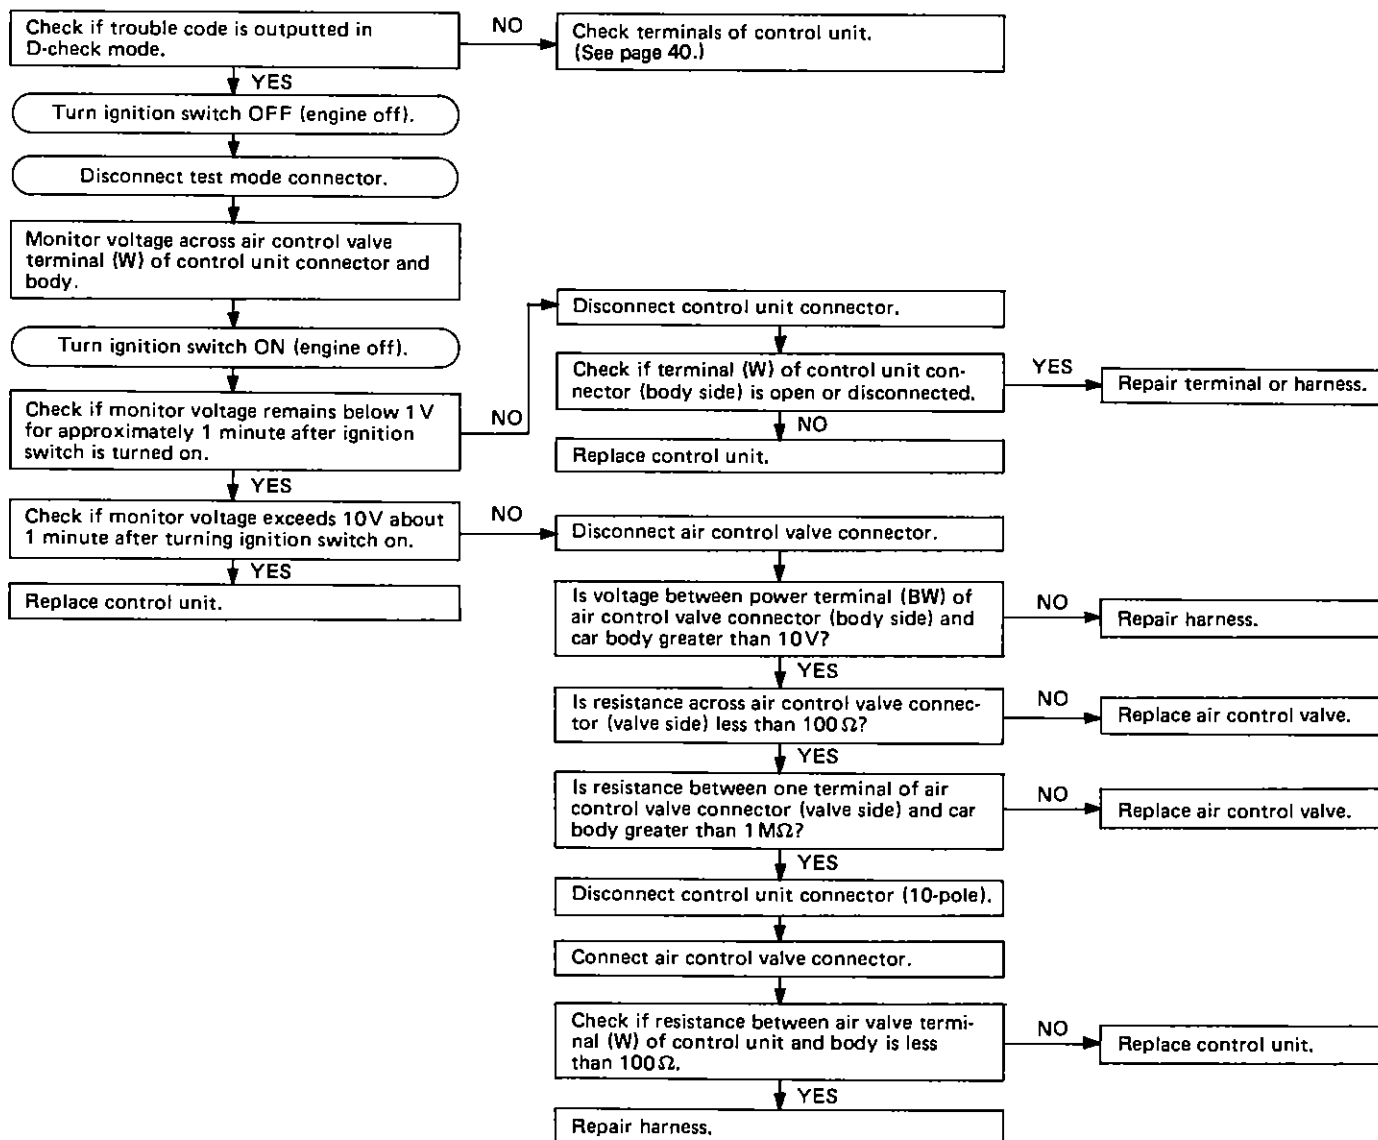 Check if trouble code is outputted in
D-check mode.
NO
Check terminals of control unit.
(See page 40.)
YES
Turn ignition switch OFF (engine off).
Disconnect test mode connector.
Monitor voltage across air control valve
terminal (W) of control unit connector and
body.
Turn ignition switch ON (engine off).
Check if monitor voltage remains below 1 V
for approximately 1 minute after ignition
switch is turned on.
NO
Disconnect control unit connector.
Check if terminal (W) of control unit con-
nector (body side) is open or disconnected.
YES
Repair terminal or harness.
NO
Replace control unit.
YES
Check if monitor voltage exceeds 10 V about
1 minute after turning ignition switch on.
NO
Disconnect air control valve connector.
YES
Replace control unit.
Is voltage between power terminal (BW) of
air control valve connector (body side) and
car body greater than 10 V?
NO
Repair harness.
YES
Is resistance across air control valve connec-
tor (valve side) less than 100 Ω?
NO
Replace air control valve.
YES
Is resistance between one terminal of air
control valve connector (valve side) and car
body greater than 1 MΩ?
NO
Replace air control valve.
YES
Disconnect control unit connector (10-pole).
Connect air control valve connector.
Check if resistance between air valve termi-
nal (W) of control unit and body is less
than 100 Ω.
NO
Replace control unit.
YES
Repair harness.